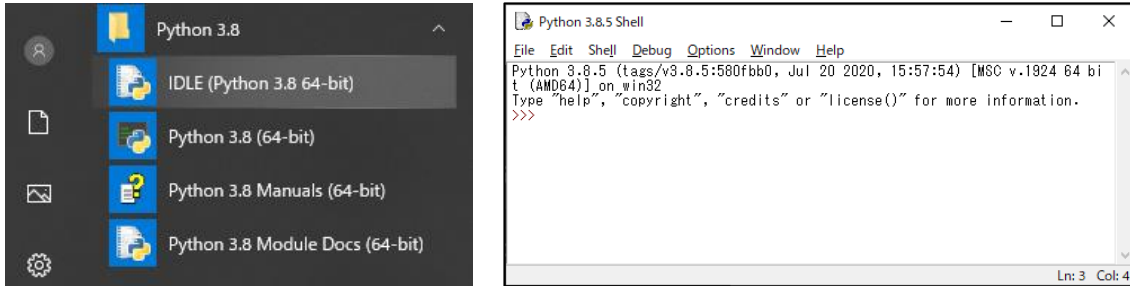 Python 3.8
IDLE (Python 3.8 64-bit)
Python 3.8 (64-bit)
Python 3.8 Manuals (64-bit)
Python 3.8 Module Docs (64-bit)
Python 3.8.5 Shell
File Edit Shell Debug Options Window Help
Python 3.8.5 (tags/v3.8.5:580fbb0, Jul 20 2020, 15:57:54) [MSC v.1924 64 bi
t (AMD64)] on win32
Type "help", "copyright", "credits" or "license()" for more information.
>>>
Ln: 3 Col: 4